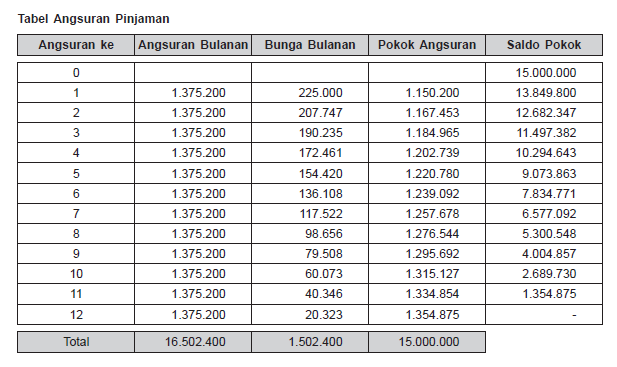 Tabel Angsuran Pinjaman
Angsuran ke Angsuran Bulanan Bunga Bulanan Pokok Angsuran Saldo Pokok
0 15.000.000
1 1.375.200 225.000 1.150.200 13.849.800
2 1.375.200 207.747 1.167.453 12.682.347
3 1.375.200 190.235 1.184.965 11.497.382
4 1.375.200 172.461 1.202.739 10.294.643
5 1.375.200 154.420 1.220.780 9.073.863
6 1.375.200 136.108 1.239.092 7.834.771
7 1.375.200 117.522 1.257.678 6.577.092
8 1.375.200 98.656 1.276.544 5.300.548
9 1.375.200 79.508 1.295.692 4.004.857
10 1.375.200 60.073 1.315.127 2.689.730
11 1.375.200 40.346 1.334.854 1.354.875
12 1.375.200 20.323 1.354.875 -
Total 16.502.400 1.502.400 15.000.000